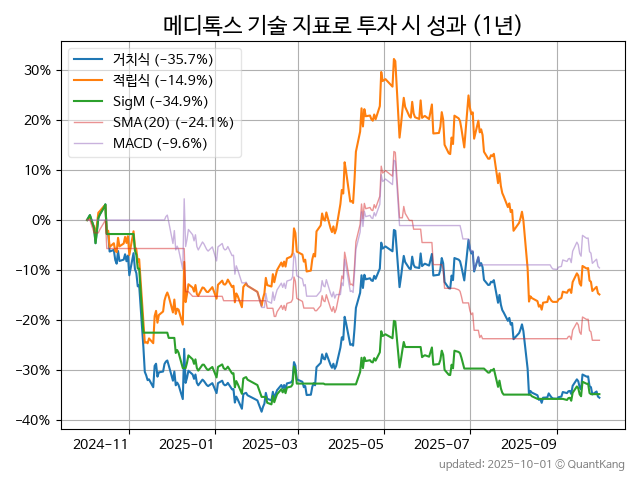 메디톡스 기술 지표로 투자 시 성과 (1년)
거치식 (−35.7%)
적립식 (−14.9%)
SigM (−34.9%)
SMA(20) (−24.1%)
MACD (−9.6%)
30%
20%
10%
0%
−10%
−20%
−30%
−40%
2024-11 2025-01 2025-03 2025-05 2025-07 2025-09
updated: 2025-10-01 © QuantKang